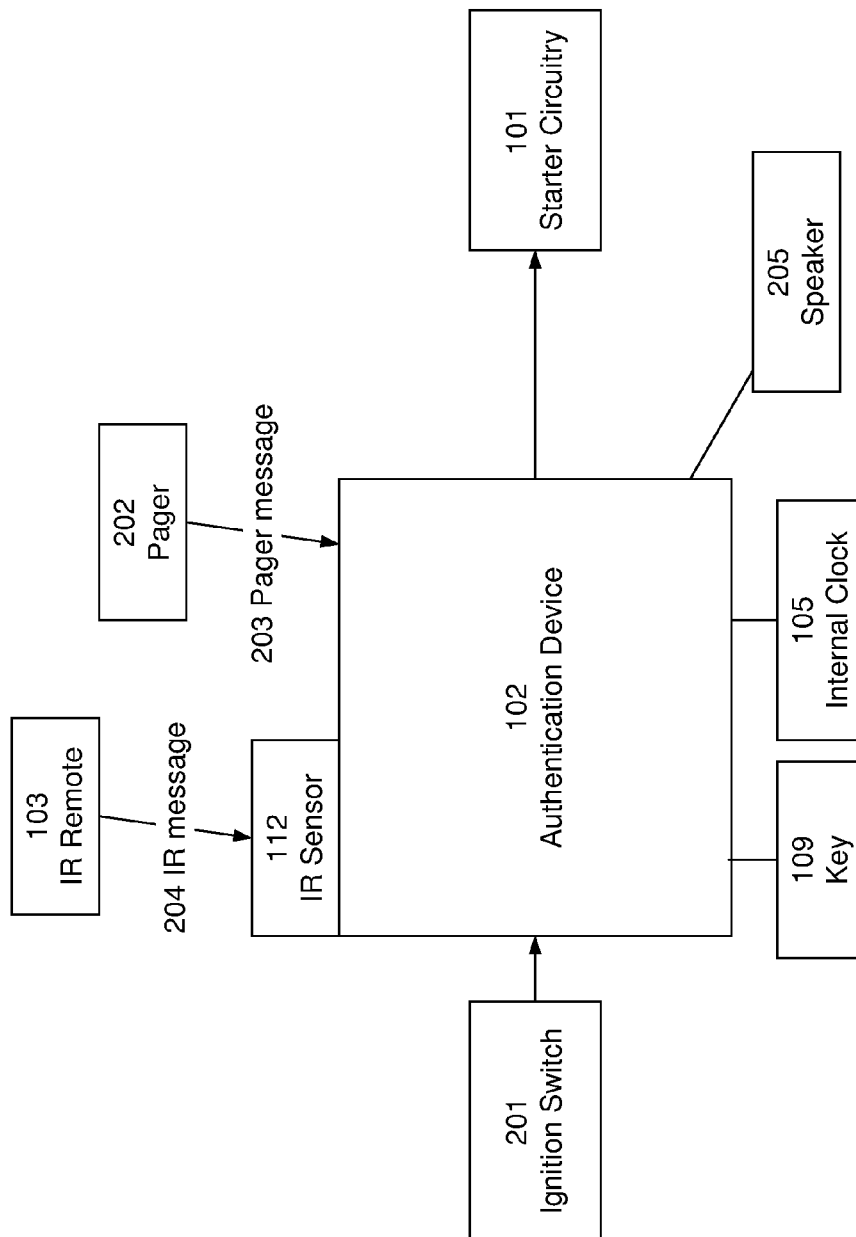 103
IR Remote
204 IR message
112
IR Sensor
202
Pager
203 Pager message
201
Ignition Switch
102
Authentication Device
101
Starter Circuitry
109
Key
105
Internal Clock
205
Speaker